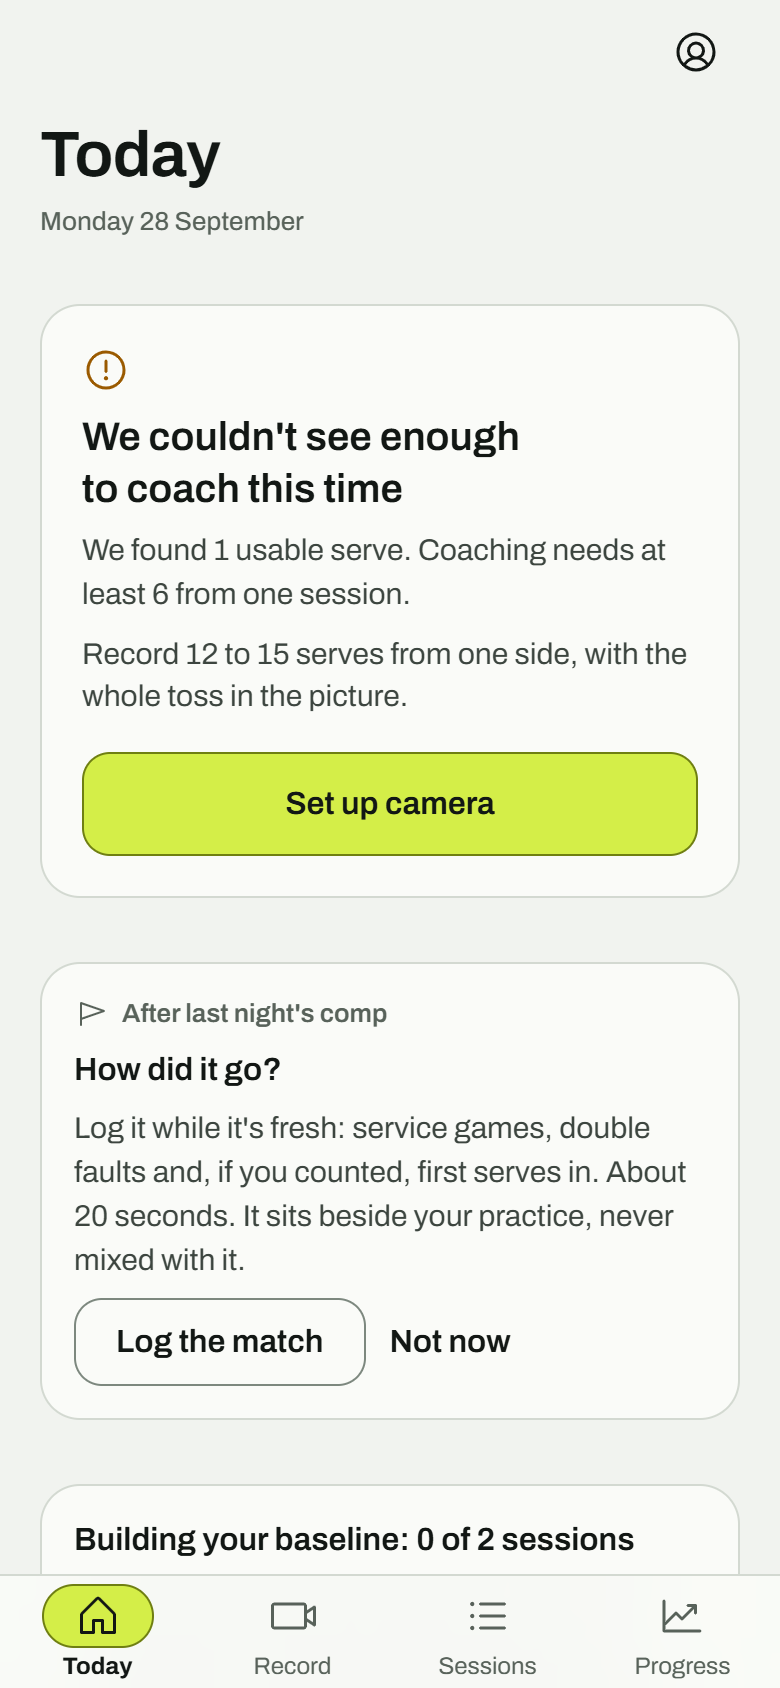 Today
Monday 28 September
We couldn't see enough
to coach this time
We found 1 usable serve. Coaching needs at
least 6 from one session.
Record 12 to 15 serves from one side, with the
whole toss in the picture.
Set up camera
After last night's comp
How did it go?
Log it while it's fresh: service games, double
faults and, if you counted, first serves in. About
20 seconds. It sits beside your practice, never
mixed with it.
Log the match
Not now
Building your baseline: 0 of 2 sessions
Today
Record
Sessions
Progress